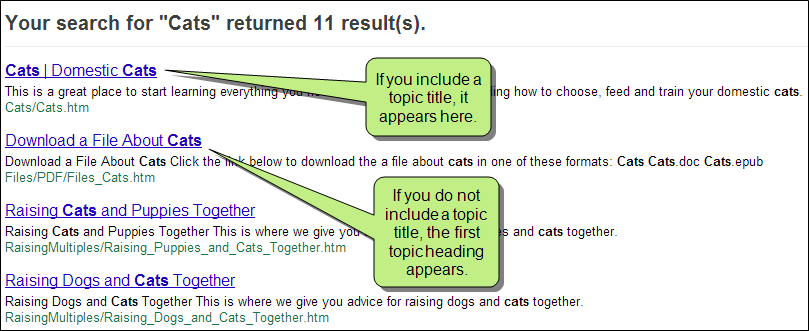 Your search for "Cats" returned 11 result(s).
Cats | Domestic Cats
This is a great place to start learning everything you ing how to choose, feed and train your domestic cats.
Cats/Cats.htm
If you include a
topic title, it
appears here.
Download a File About Cats
Download a File About Cats Click the link below to download the a file about cats in one of these formats: Cats Cats.doc Cats.epub
Files/PDF/Files_Cats.htm
If you do not
include a topic
title, the first
topic heading
appears.
Raising Cats and Puppies Together
Raising Cats and Puppies Together This is where we give you es and cats together.
RaisingMultiples/Raising_Puppies_and_Cats_Together.htm
Raising Dogs and Cats Together
Raising Dogs and Cats Together This is where we give you advice for raising dogs and cats together.
RaisingMultiples/Raising_Dogs_and_Cats_Together.htm